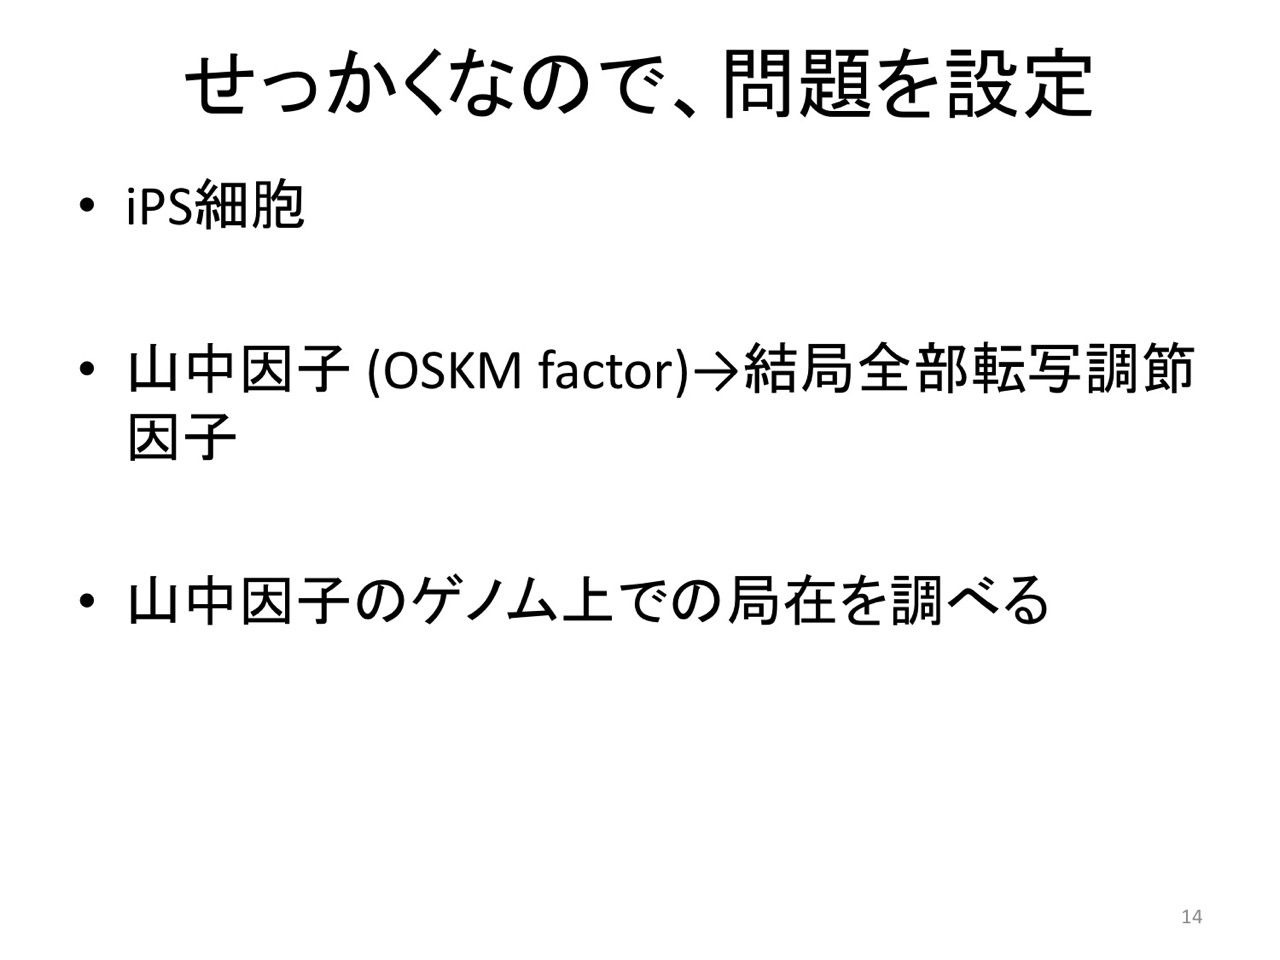 せっかくなので、問題を設定
• iPS細胞
• 山中因子 (OSKM factor)→結局全部転写調節
因子
• 山中因子のゲノム上での局在を調べる
14